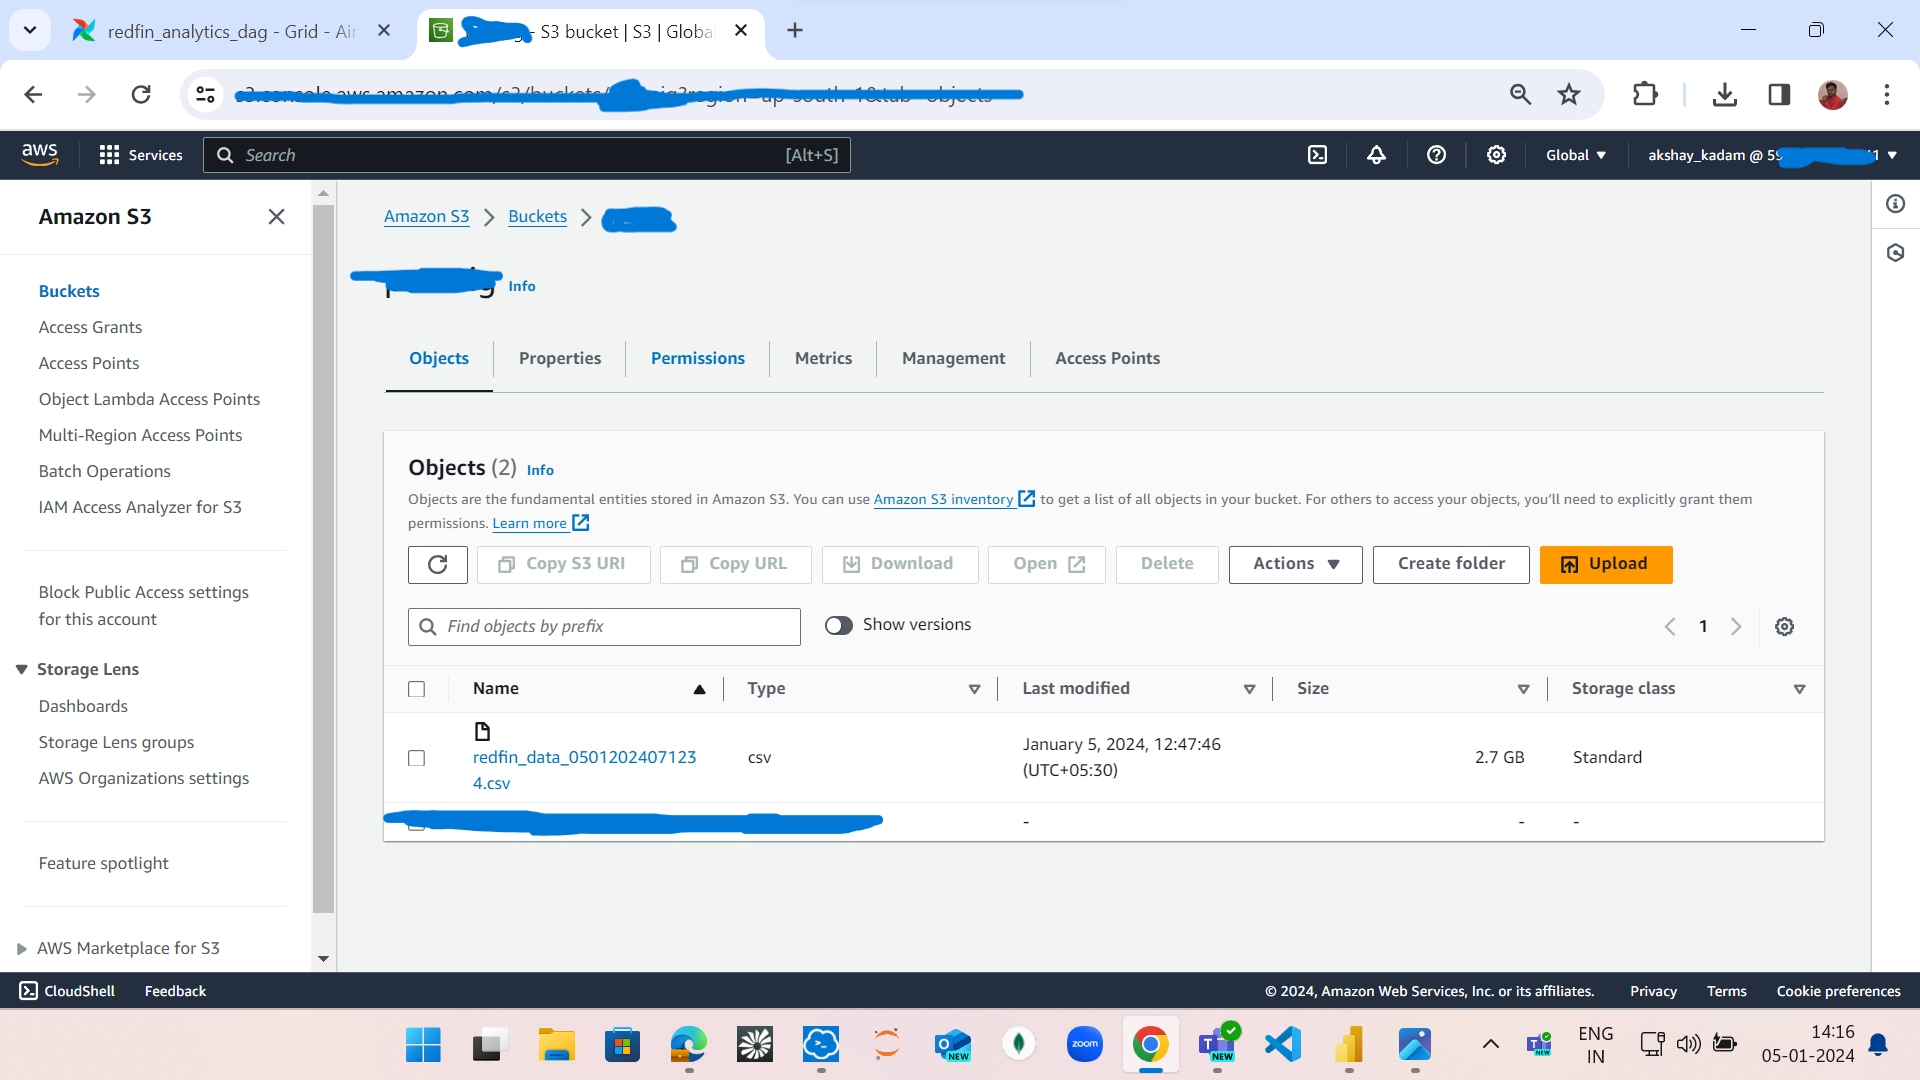 redfin_analytics_dag - Grid - Air
- S3 bucket | S3 | Global
aws
Services
Search
[Alt+S]
Global
akshay_kadam @ 59
Amazon S3
Buckets
Access Grants
Access Points
Object Lambda Access Points
Multi-Region Access Points
Batch Operations
IAM Access Analyzer for S3
Block Public Access settings
for this account
Storage Lens
Dashboards
Storage Lens groups
AWS Organizations settings
Feature spotlight
AWS Marketplace for S3
Amazon S3
Buckets
Info
Objects
Properties
Permissions
Metrics
Management
Access Points
Objects (2) Info
Objects are the fundamental entities stored in Amazon S3. You can use Amazon S3 inventory to get a list of all objects in your bucket. For others to access your objects, you'll need to explicitly grant them
permissions. Learn more
Copy S3 URI
Copy URL
Download
Open
Delete
Actions
Create folder
Upload
Find objects by prefix
Show versions
1
Name
Type
Last modified
Size
Storage class
redfin_data_0501202407123
4.csv
csv
January 5, 2024, 12:47:46
(UTC+05:30)
2.7 GB
Standard
-
-
-
CloudShell
Feedback
© 2024, Amazon Web Services, Inc. or its affiliates.
Privacy
Terms
Cookie preferences
NEW
zoom
NEW
NEW
ENG
IN
14:16
05-01-2024